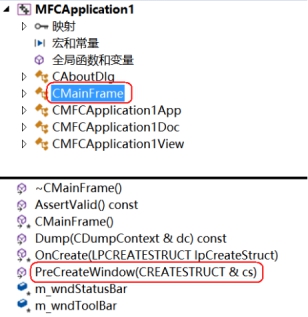 MFCApplication1
映射
宏和常量
全局函数和变量
CAboutDlg
CMainFrame
CMFCApplication1App
CMFCApplication1Doc
CMFCApplication1View
~CMainFrame()
AssertValid() const
CMainFrame()
Dump(CDumpContext & dc) const
OnCreate(LPCREATESTRUCT lpCreateStruct)
PreCreateWindow(CREATESTRUCT & cs)
m_wndStatusBar
m_wndToolBar